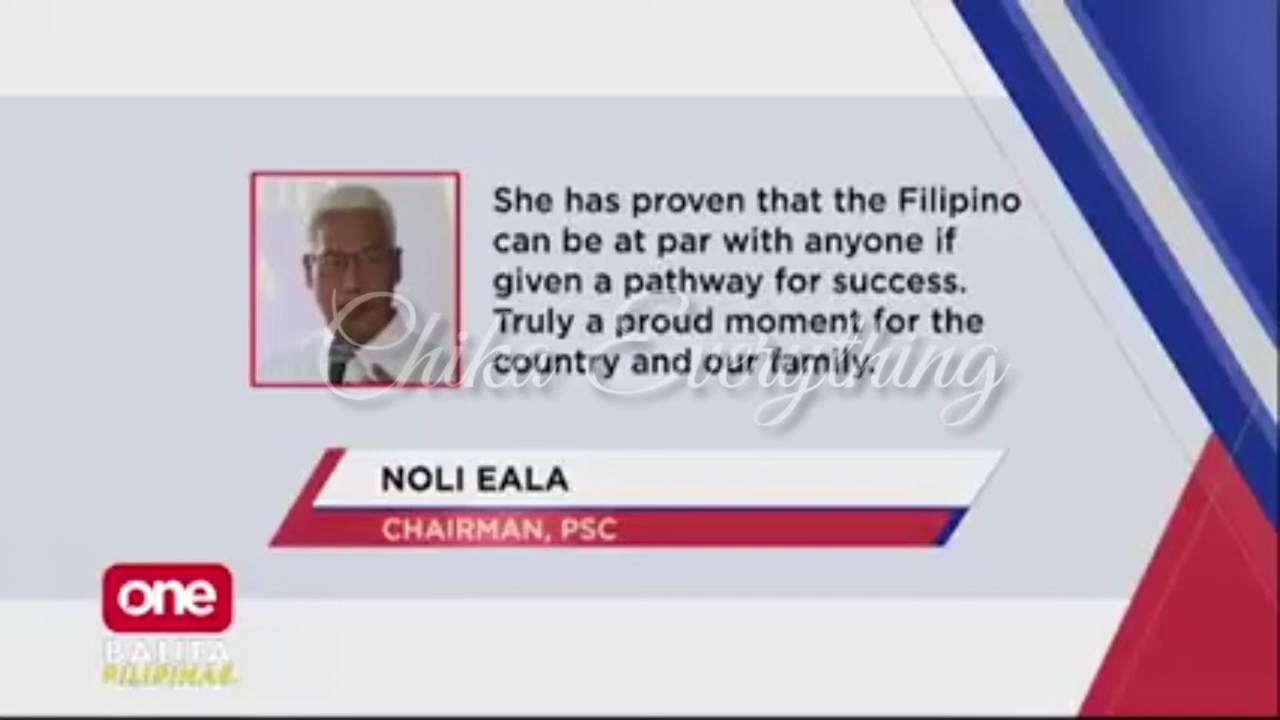 She has proven that the Filipino
can be at par with anyone if
given a pathway for success.
Truly a proud moment for the
country and our family.
Chika Everything
NOLI EALA
CHAIRMAN, PSC
one
BALITA
PILIPINAS